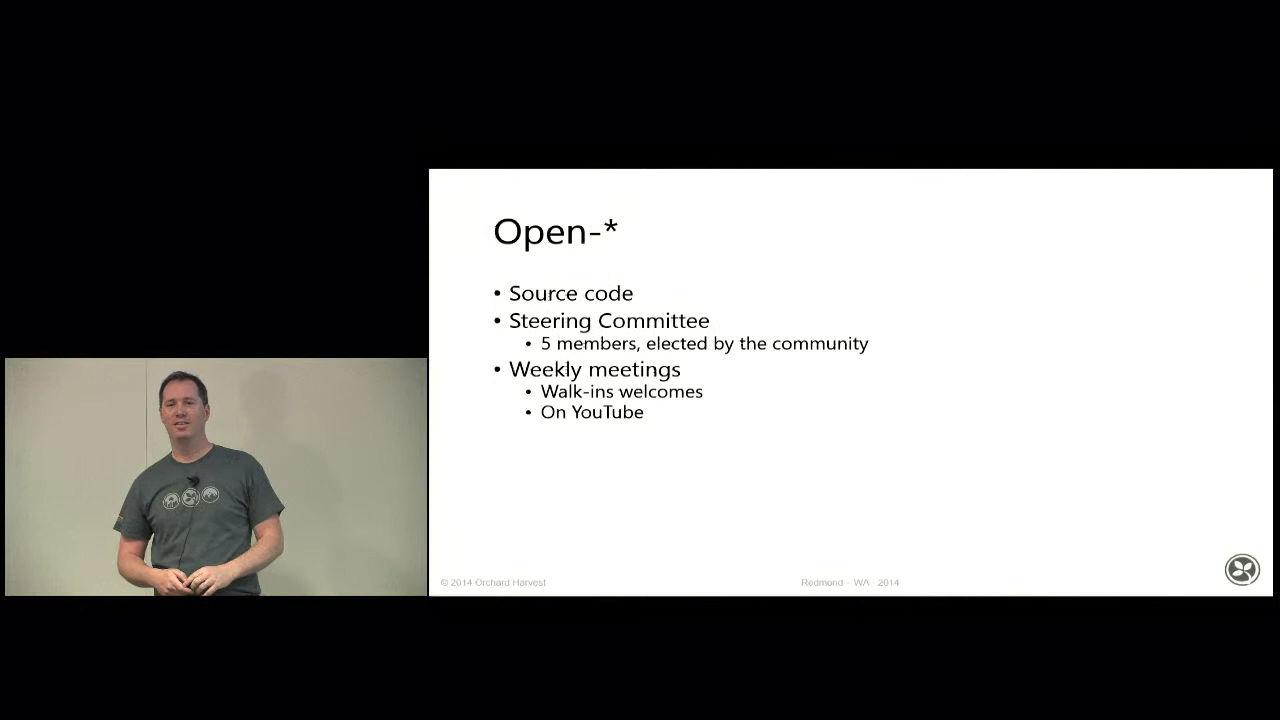 Open-*
• Source code
• Steering Committee
• 5 members, elected by the community
• Weekly meetings
• Walk-ins welcomes
• On YouTube
© 2014 Orchard Harvest
Redmond - WA - 2014